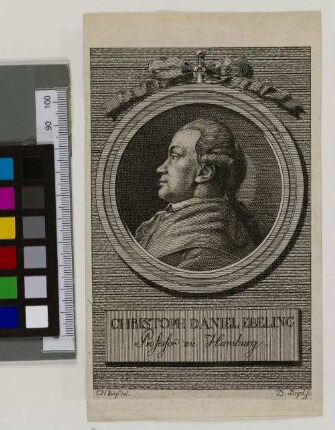 100
90
CHRISTOPH DANIEL EBELING
Professor zu Hamburg